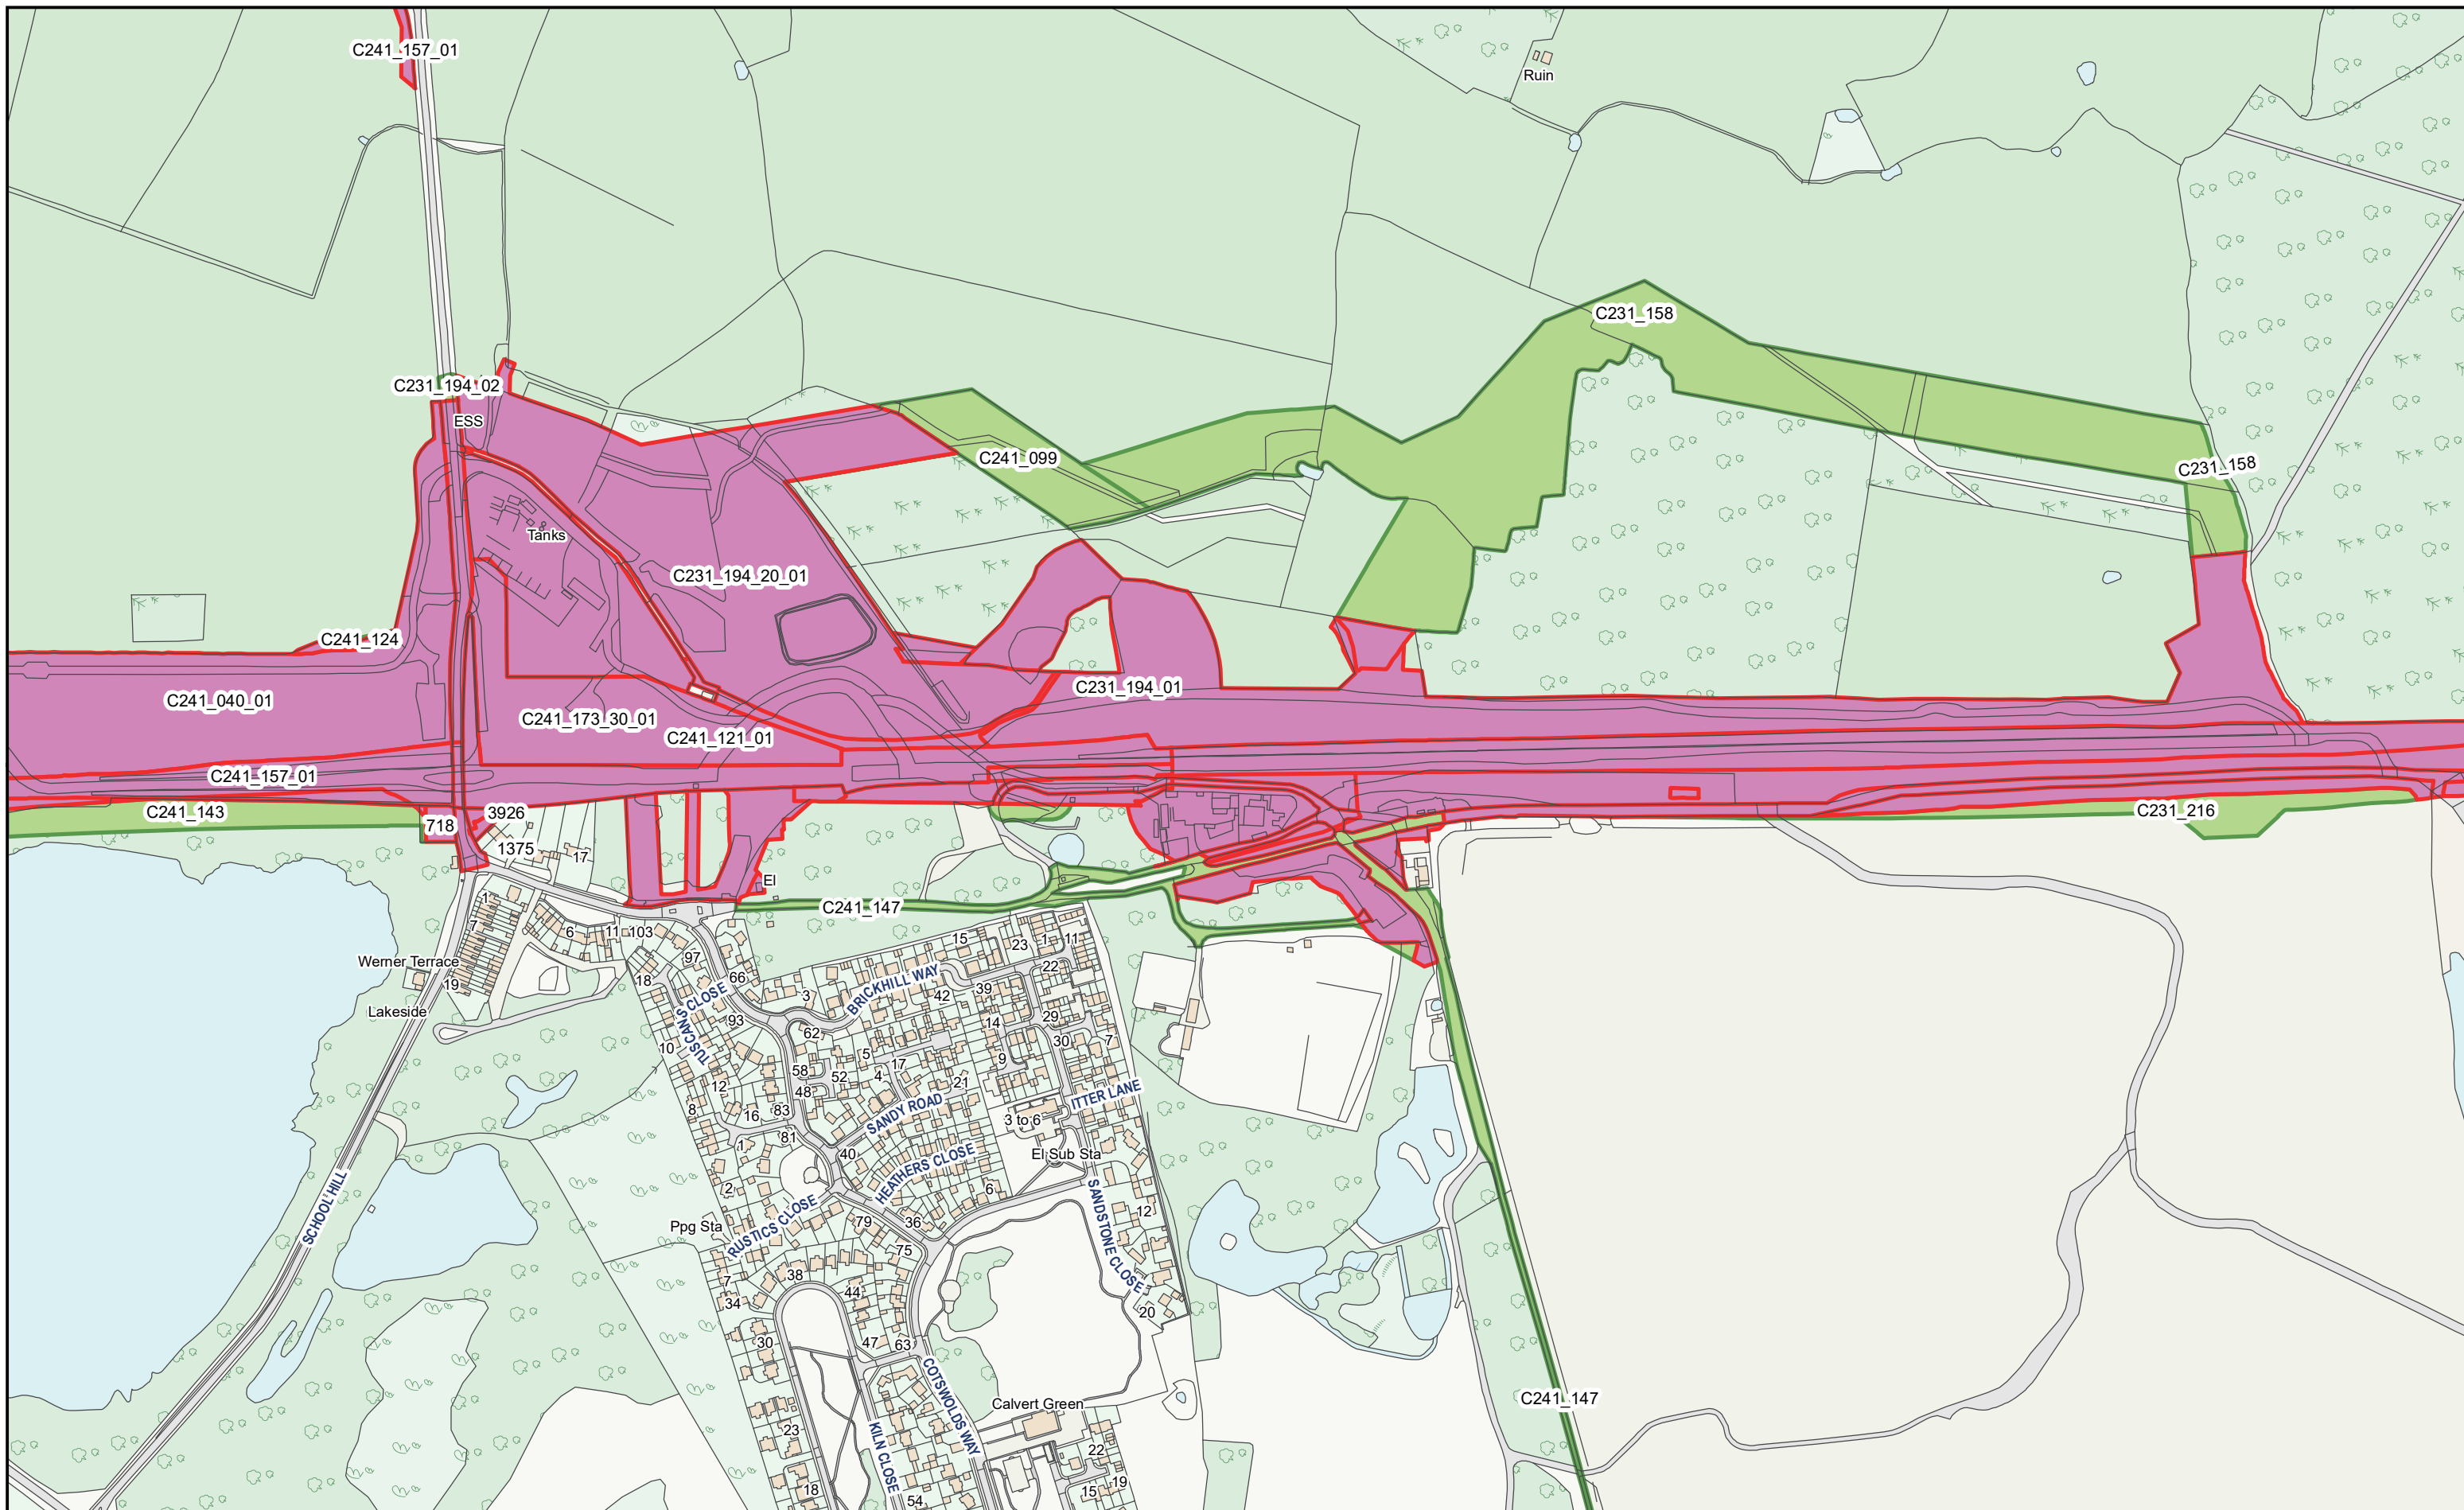 C241_157_01
Ruin
C231_158
C231_194_02
ESS
C241_099
C231_158
Tanks
C231_194_20_01
C241_124
C231_194_01
C241_040_01
C241_173_30_01
C241_121_01
C241_157_01
C241_143
3926
718
C231_216
1375
17
El
C241_147
1
7
6
11
103
15
23
1
11
Werner Terrace
97
66
22
18
19
3
BRICKHILL WAY
42
39
Lakeside
TUSCANS CLOSE
93
62
14
29
10
5
30
7
17
9
58
52
4
12
48
21
8
16
83
SANDY ROAD
ITTER LANE
3 to 6
81
1
40
HEATHERS CLOSE
El Sub Sta
2
6
SCHOOL HILL
Ppg Sta
RUSTICS CLOSE
79
36
SANDSTONE CLOSE
12
75
7
38
34
44
20
30
47
63
COTSWOLDS WAY
Calvert Green
C241_147
23
KILN CLOSE
22
18
54
15
19